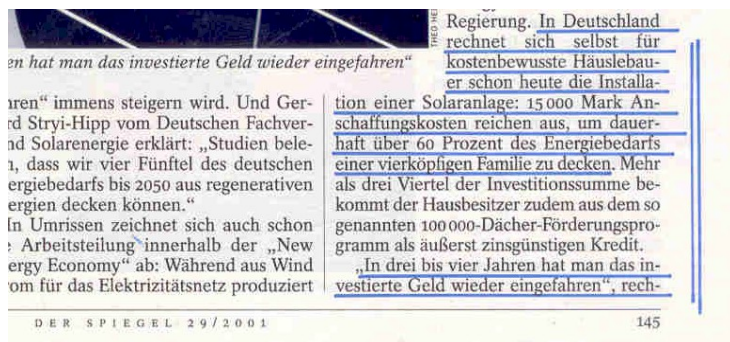 THEO HEI
en hat man das investierte Geld wieder eingefahren“
hren“ immens steigern wird. Und Ger-
rd Stryi-Hipp vom Deutschen Fachver-
nd Solarenergie erklärt: „Studien bele-
n, dass wir vier Fünftel des deutschen
ergiebedarfs bis 2050 aus regenerativen
ergien decken können.“
In Umrissen zeichnet sich auch schon
e Arbeitsteilung innerhalb der „New
ergy Economy“ ab: Während aus Wind
om für das Elektrizitätsnetz produziert
Regierung. In Deutschland
rechnet sich selbst für
kostenbewusste Häuslebau-
er schon heute die Installa-
tion einer Solaranlage: 15 000 Mark An-
schaffungskosten reichen aus, um dauer-
haft über 60 Prozent des Energiebedarfs
einer vierköpfigen Familie zu decken. Mehr
als drei Viertel der Investitionssumme be-
kommt der Hausbesitzer zudem aus dem so
genannten 100 000-Dächer-Förderungspro-
gramm als äußerst zinsgünstigen Kredit.
„In drei bis vier Jahren hat man das in-
vestierte Geld wieder eingefahren“, rech-
DER SPIEGEL 29/2001
145